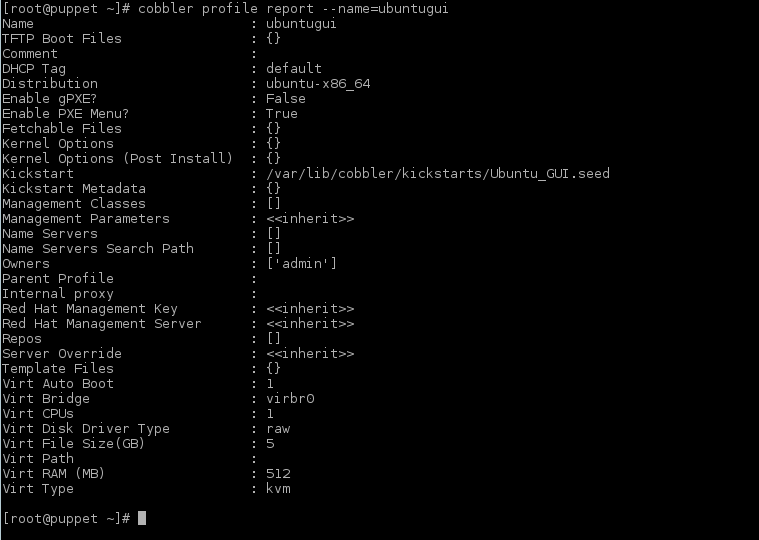 [root@puppet ~]# cobbler profile report --name=ubuntugui
Name                           : ubuntugui
TFTP Boot Files                : {}
Comment                        :
DHCP Tag                       : default
Distribution                   : ubuntu-x86_64
Enable gPXE?                   : False
Enable PXE Menu?               : True
Fetchable Files                : {}
Kernel Options                 : {}
Kernel Options (Post Install)  : {}
Kickstart                      : /var/lib/cobbler/kickstarts/Ubuntu_GUI.seed
Kickstart Metadata             : {}
Management Classes             : []
Management Parameters          : <<inherit>>
Name Servers                   : []
Name Servers Search Path       : []
Owners                         : ['admin']
Parent Profile                 :
Internal proxy                 :
Red Hat Management Key         : <<inherit>>
Red Hat Management Server      : <<inherit>>
Repos                          : []
Server Override                : <<inherit>>
Template Files                 : {}
Virt Auto Boot                 : 1
Virt Bridge                    : virbr0
Virt CPUs                      : 1
Virt Disk Driver Type          : raw
Virt File Size(GB)             : 5
Virt Path                      :
Virt RAM (MB)                  : 512
Virt Type                      : kvm
[root@puppet ~]#